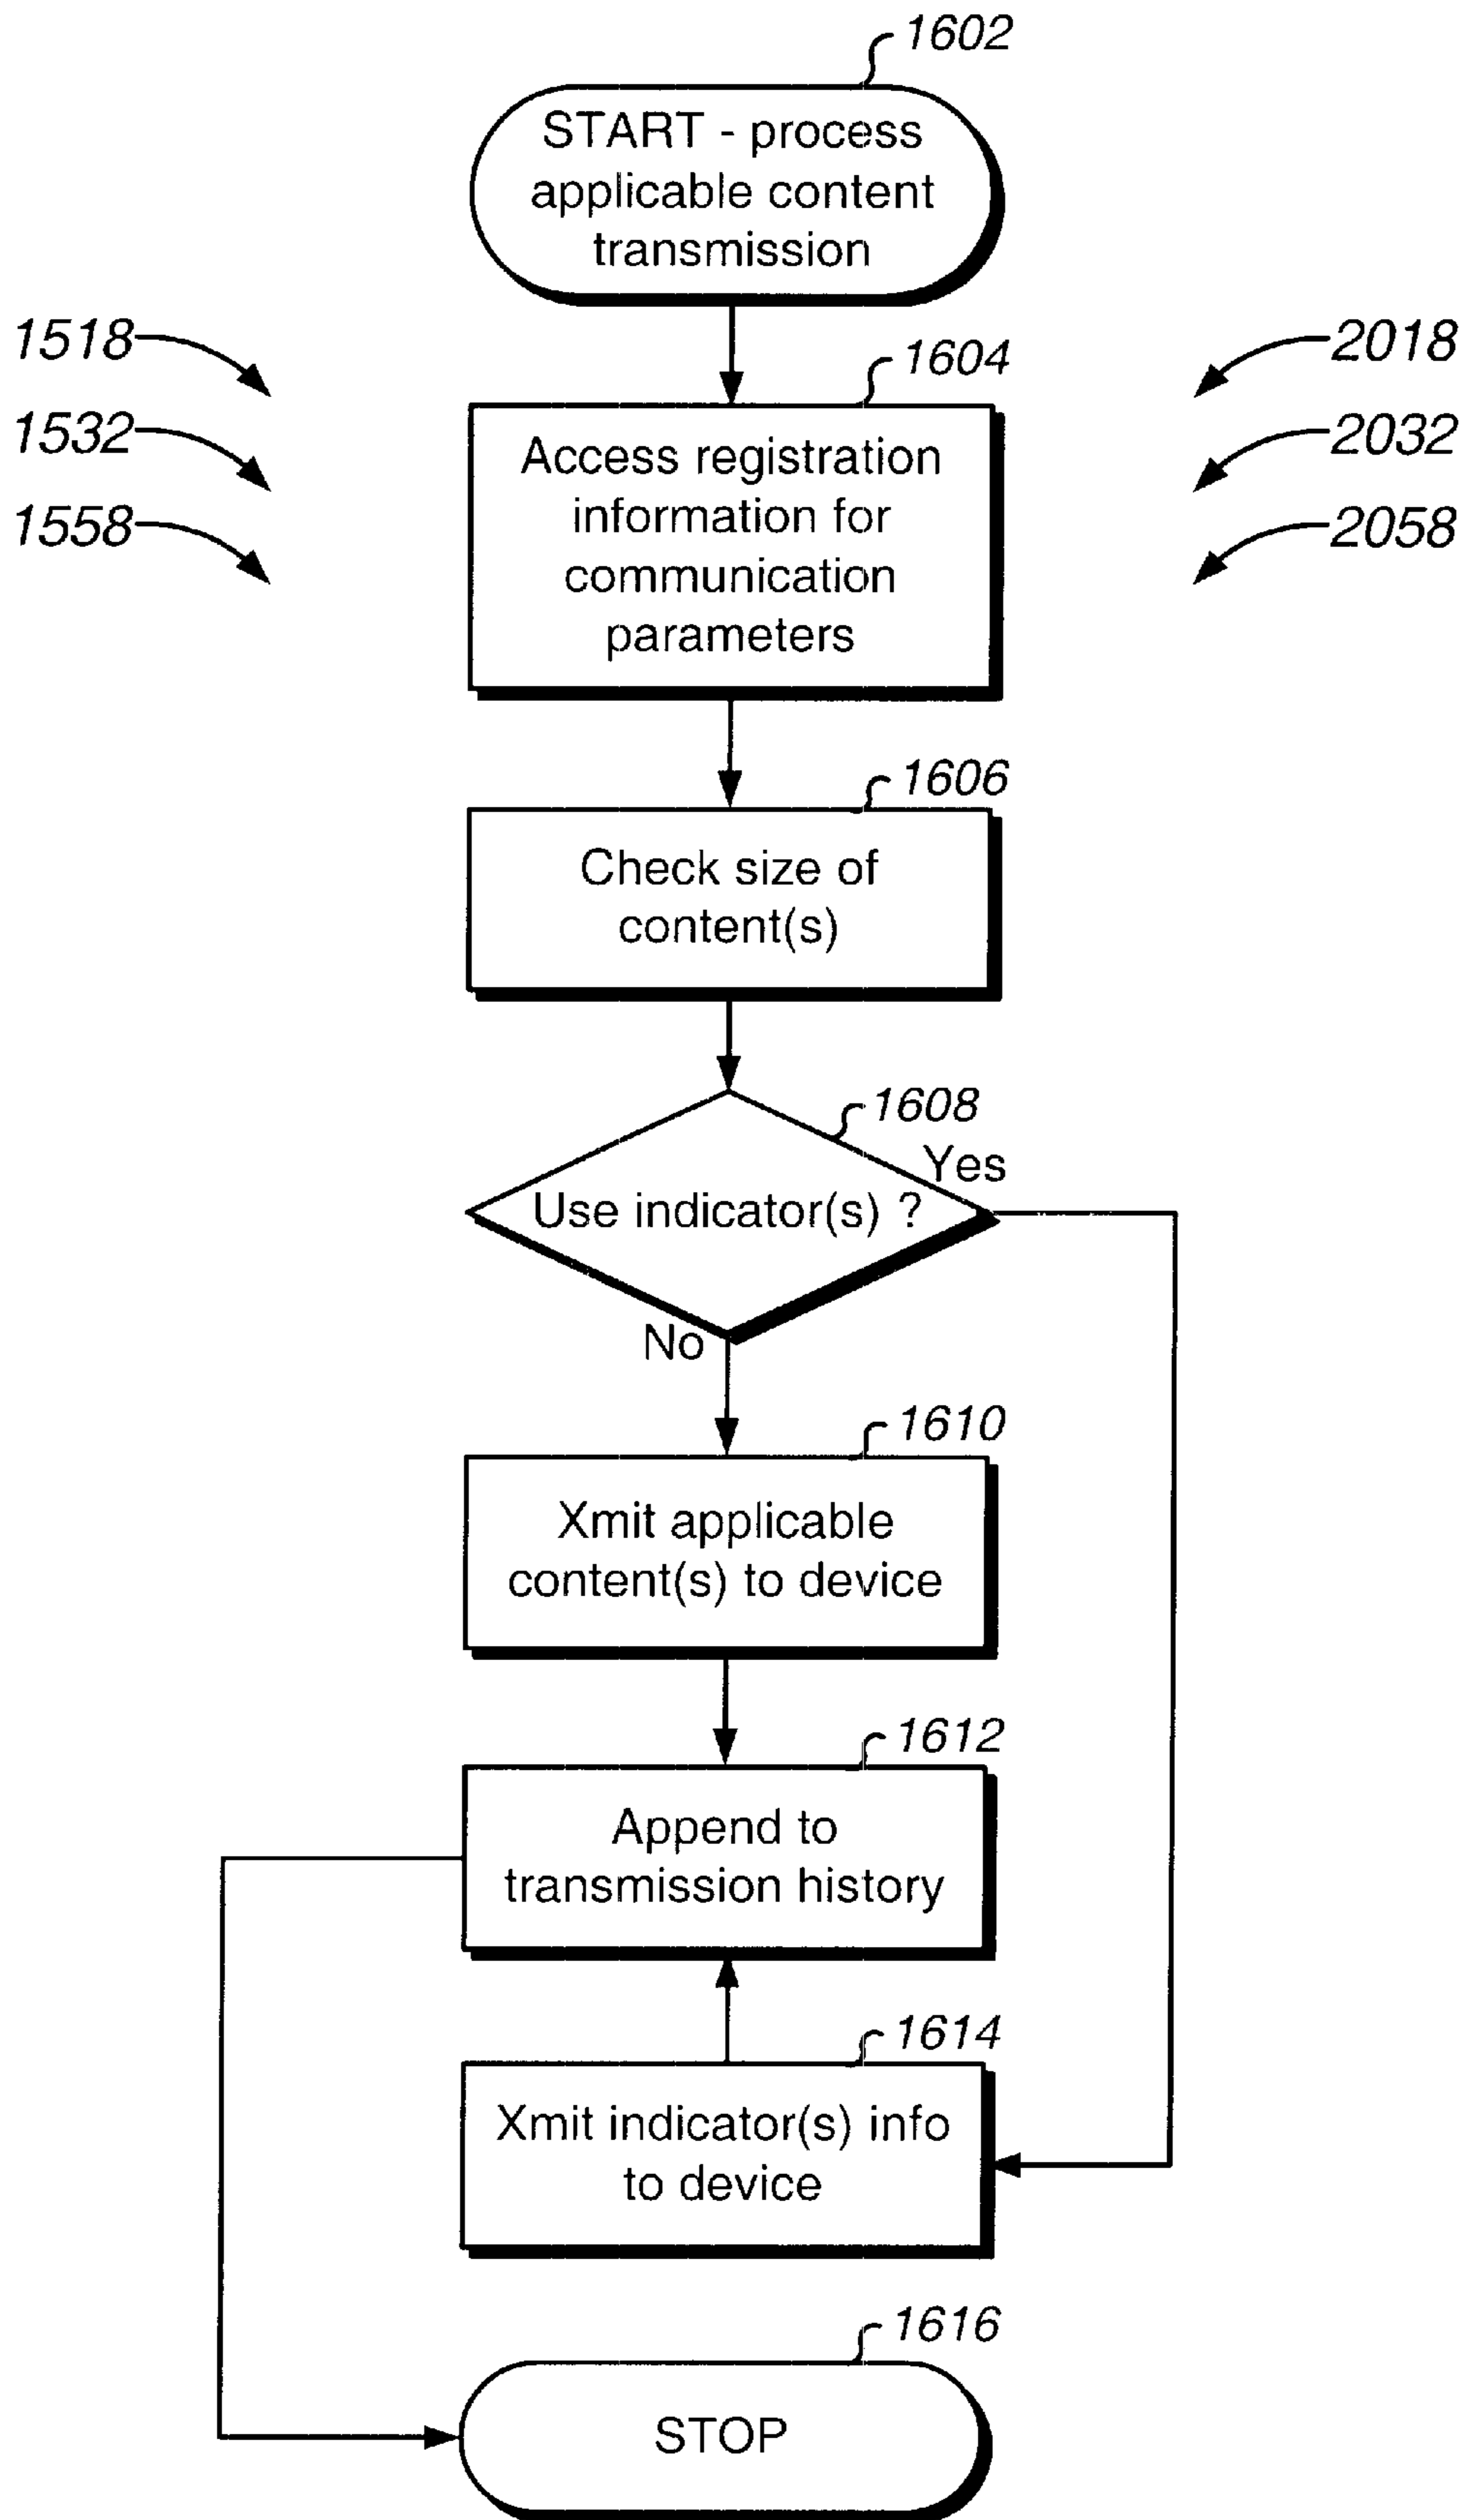 1602
START - process
applicable content
transmission
1518
1532
1558
2018
2032
2058
1604
Access registration
information for
communication
parameters
1606
Check size of
content(s)
1608
Yes
Use indicator(s) ?
No
1610
Xmit applicable
content(s) to device
1612
Append to
transmission history
1614
Xmit indicator(s) info
to device
1616
STOP